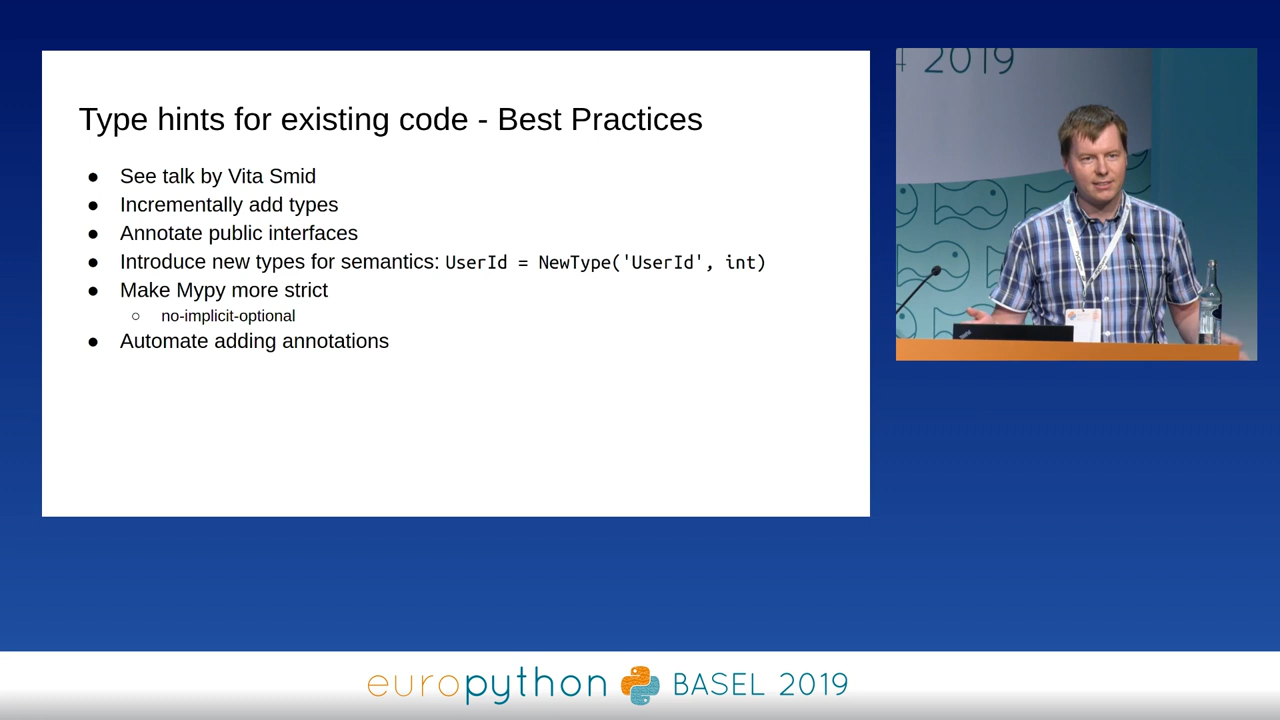 Type hints for existing code - Best Practices
● See talk by Vita Smid
● Incrementally add types
● Annotate public interfaces
● Introduce new types for semantics: UserId = NewType('UserId', int)
● Make Mypy more strict
○ no-implicit-optional
● Automate adding annotations
2019
europython BASEL 2019